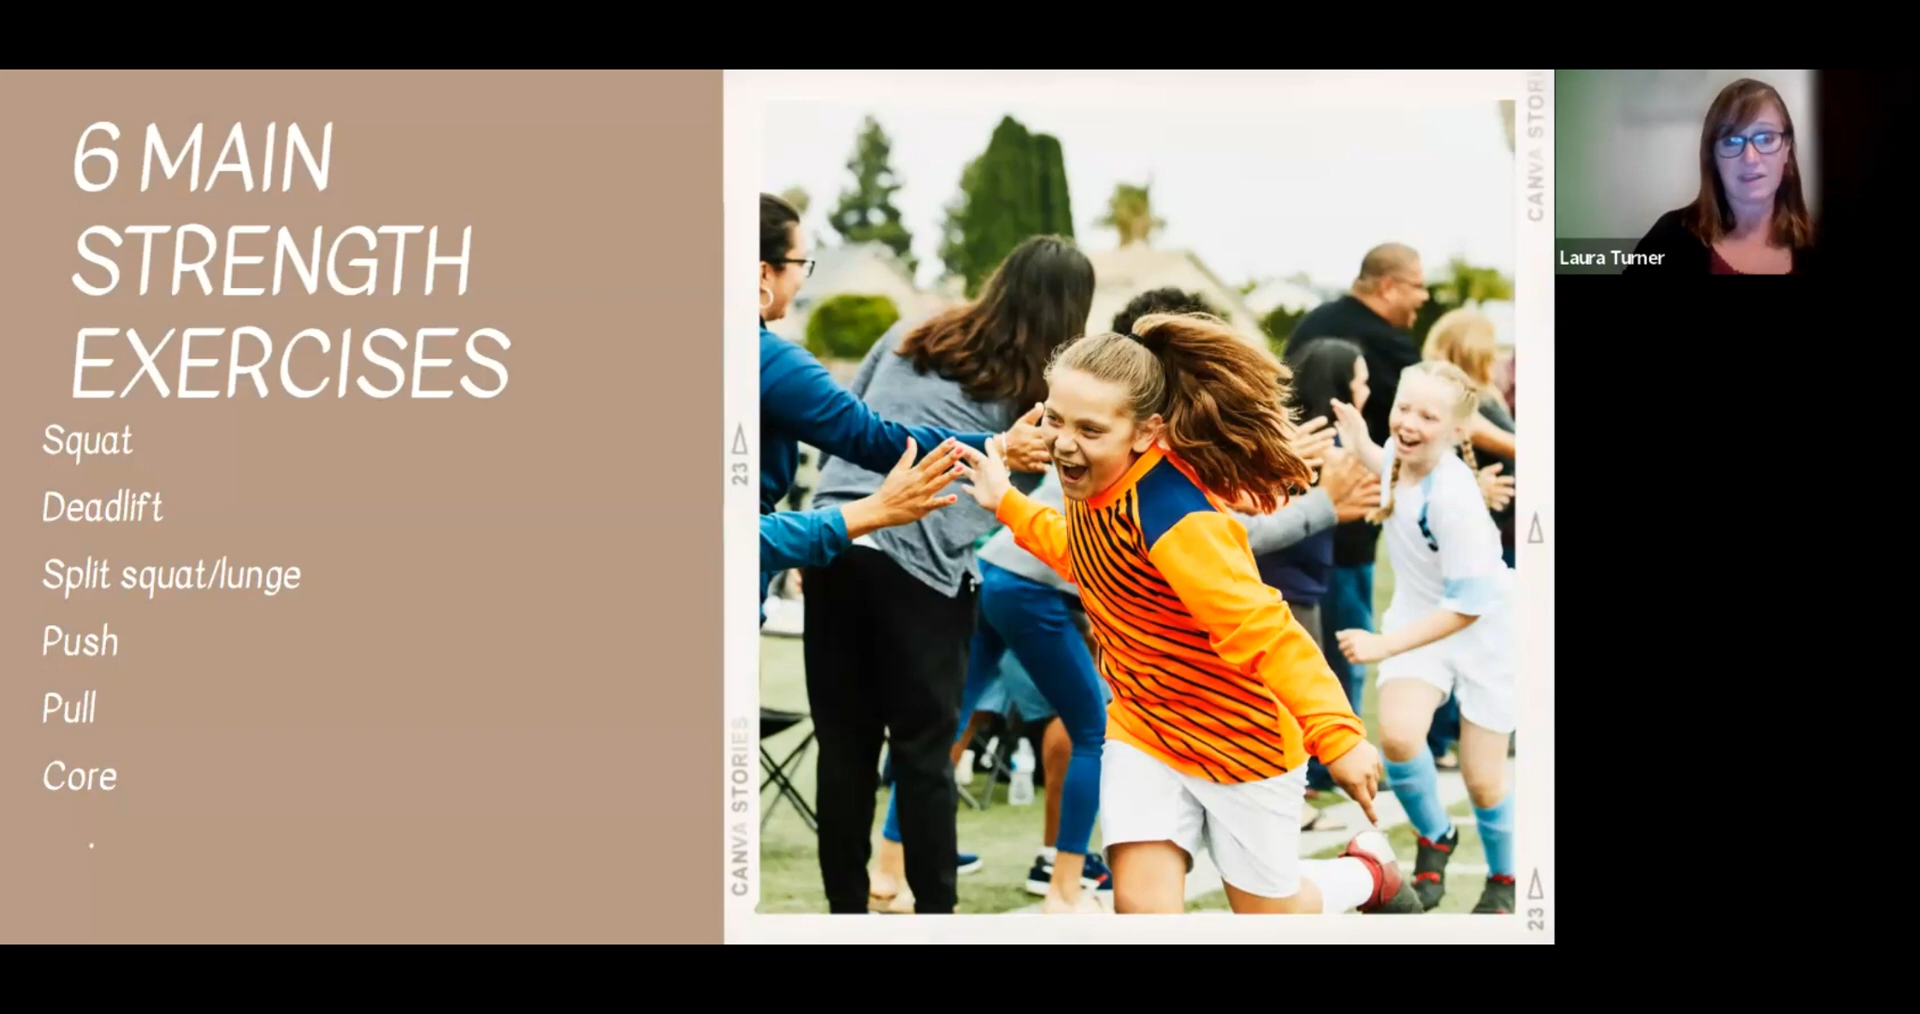 6 MAIN
STRENGTH
EXERCISES
Squat
Deadlift
Split squat/lunge
Push
Pull
Core
.
23
CANVA STORIES
CANVA STORI
23
Laura Turner